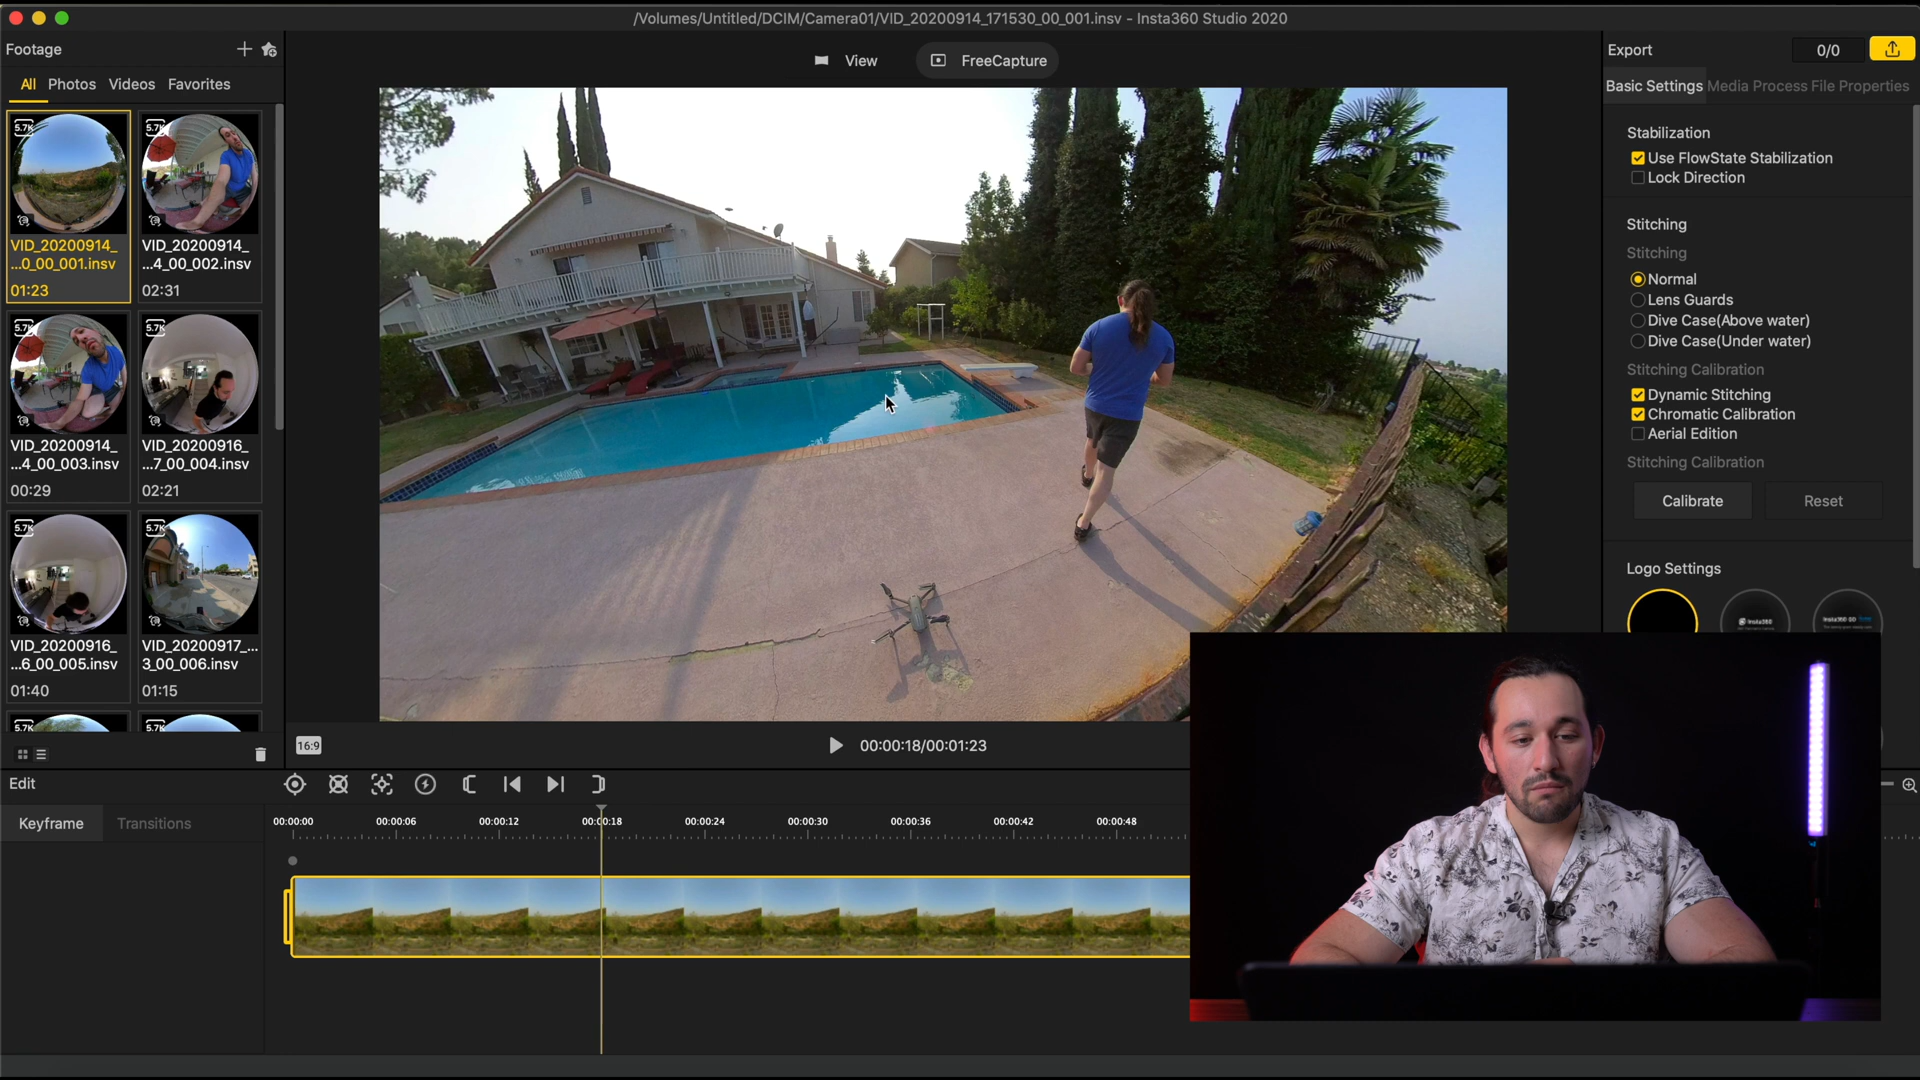 /Volumes/Untitled/DCIM/Camera01/VID_20200914_171530_00_001.insv - Insta360 Studio 2020
Footage
All Photos Videos Favorites
View
FreeCapture
Export
0/0
Basic Settings Media Process File Properties
5.7K
VID_20200914_
...0_00_001.insv
01:23
5.7K
VID_20200914_
...4_00_002.insv
02:31
5.7K
VID_20200914_
...4_00_003.insv
00:29
5.7K
VID_20200916_
...7_00_004.insv
02:21
5.7K
VID_20200916_
...6_00_005.insv
01:40
5.7K
VID_20200917_...
3_00_006.insv
01:15
5.7K
5.7K
Stabilization
Use FlowState Stabilization
Lock Direction
Stitching
Stitching
Normal
Lens Guards
Dive Case(Above water)
Dive Case(Under water)
Stitching Calibration
Dynamic Stitching
Chromatic Calibration
Aerial Edition
Stitching Calibration
Calibrate
Reset
Logo Settings
Insta360
Insta360 GO
16:9
00:00:18/00:01:23
Edit
Keyframe
Transitions
00:00:00 00:00:06 00:00:12 00:00:18 00:00:24 00:00:30 00:00:36 00:00:42 00:00:48